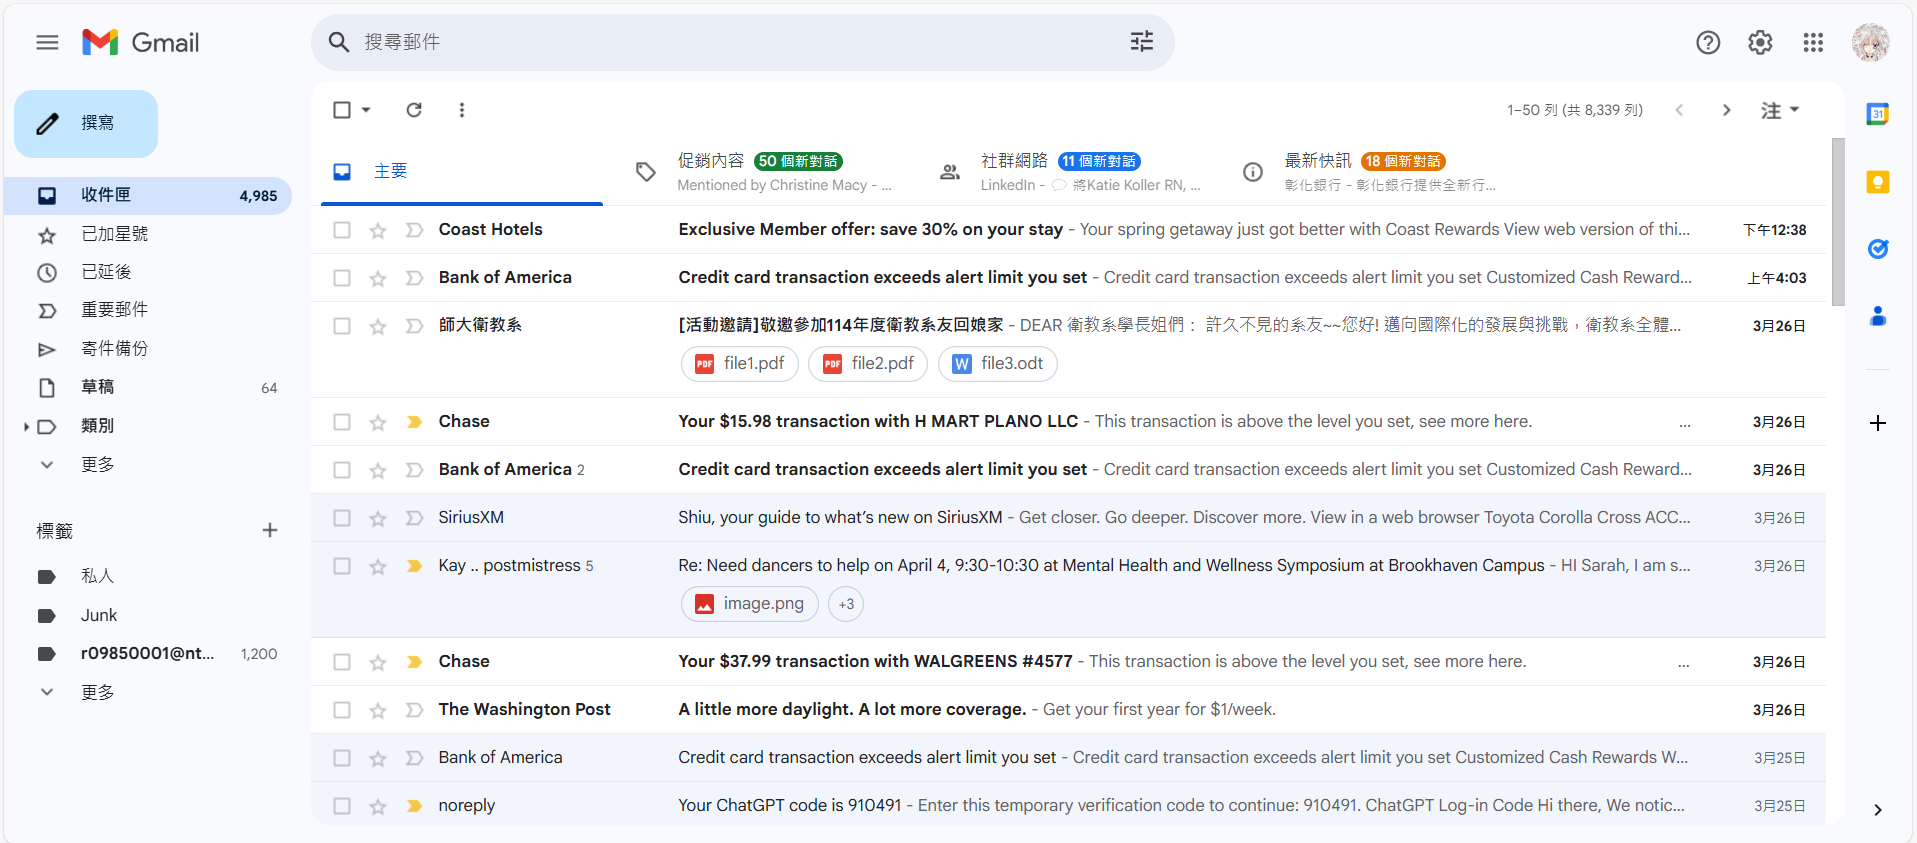 Gmail
搜尋郵件
撰寫
收件匣 4,985
已加星號
已延後
重要郵件
寄件備份
草稿 64
類別
更多
標籤
私人
Junk
r09850001@nt... 1,200
更多
1–50 列 (共 8,339 列)
注
主要
促銷內容 50 個新對話
Mentioned by Christine Macy - ...
社群網路 11 個新對話
LinkedIn - 將Katie Koller RN, ...
最新快訊 18 個新對話
彰化銀行 - 彰化銀行提供全新行...
Coast Hotels Exclusive Member offer: save 30% on your stay - Your spring getaway just got better with Coast Rewards View web version of thi... 下午12:38
Bank of America Credit card transaction exceeds alert limit you set - Credit card transaction exceeds alert limit you set Customized Cash Reward... 上午4:03
師大衛教系 [活動邀請]敬邀參加114年度衛教系友回娘家 - DEAR 衛教系學長姐們： 許久不見的系友~~您好! 邁向國際化的發展與挑戰，衛教系全體... 3月26日
PDF file1.pdf PDF file2.pdf W file3.odt
Chase Your $15.98 transaction with H MART PLANO LLC - This transaction is above the level you set, see more here. ... 3月26日
Bank of America 2 Credit card transaction exceeds alert limit you set - Credit card transaction exceeds alert limit you set Customized Cash Reward... 3月26日
SiriusXM Shiu, your guide to what's new on SiriusXM - Get closer. Go deeper. Discover more. View in a web browser Toyota Corolla Cross ACC... 3月26日
Kay .. postmistress 5 Re: Need dancers to help on April 4, 9:30-10:30 at Mental Health and Wellness Symposium at Brookhaven Campus - HI Sarah, I am s... 3月26日
image.png +3
Chase Your $37.99 transaction with WALGREENS #4577 - This transaction is above the level you set, see more here. ... 3月26日
The Washington Post A little more daylight. A lot more coverage. - Get your first year for $1/week. 3月26日
Bank of America Credit card transaction exceeds alert limit you set - Credit card transaction exceeds alert limit you set Customized Cash Rewards W... 3月25日
noreply Your ChatGPT code is 910491 - Enter this temporary verification code to continue: 910491. ChatGPT Log-in Code Hi there, We notic... 3月25日
31